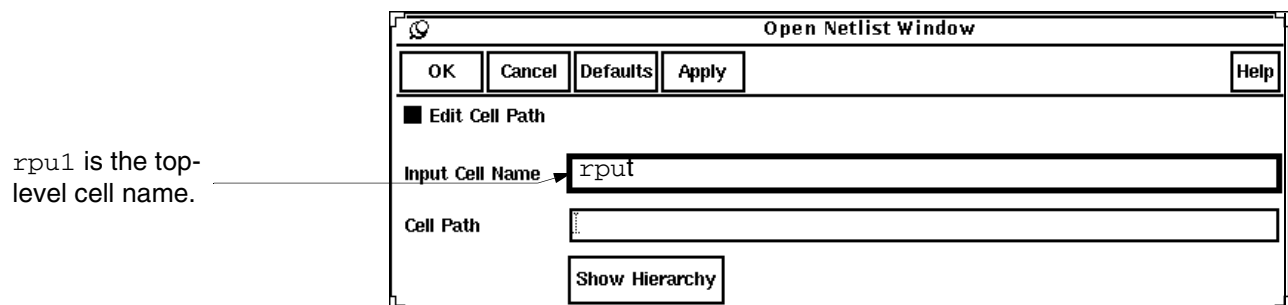 Open Netlist Window
OK Cancel Defaults Apply Help
Edit Cell Path
rpu1 is the top-
level cell name.
Input Cell Name rput
Cell Path
Show Hierarchy